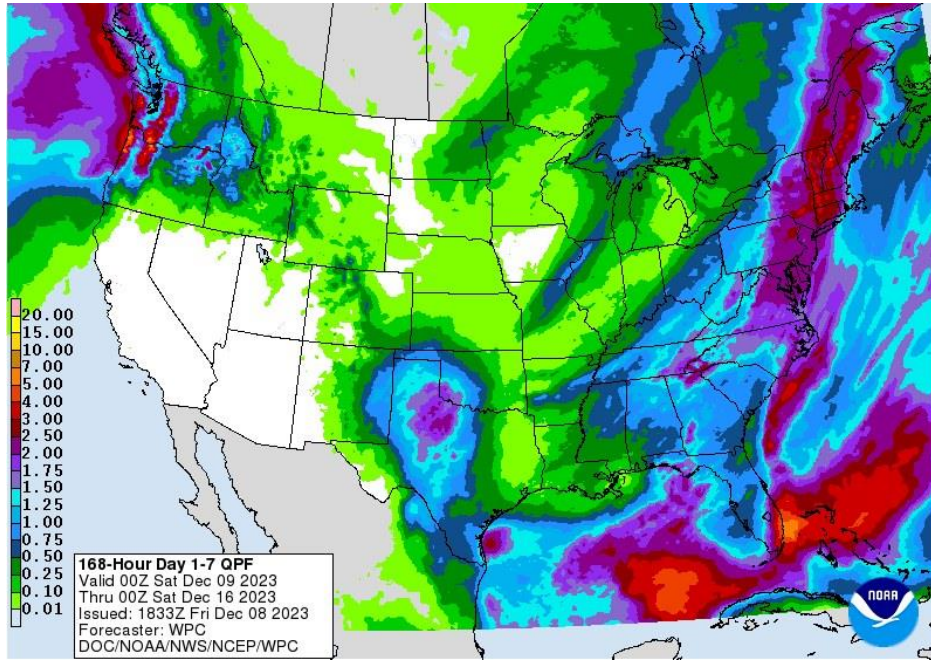 20.00
15.00
10.00
7.00
5.00
4.00
3.00
2.50
2.00
1.75
1.50
1.25
1.00
0.75
0.50
0.25
0.10
0.01
168-Hour Day 1-7 QPF
Valid 00Z Sat Dec 09 2023
Thru 00Z Sat Dec 16 2023
Issued: 1833Z Fri Dec 08 2023
Forecaster: WPC
DOC/NOAA/NWS/NCEP/WPC
NOAA